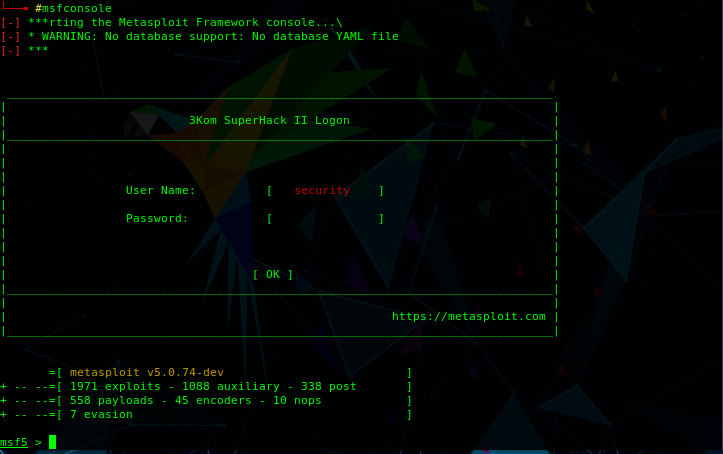 #msfconsole
[-] ***rting the Metasploit Framework console...\
[-] * WARNING: No database support: No database YAML file
[-] ***
3Kom SuperHack II Logon
User Name: [ security ]
Password: [ ]
[ OK ]
https://metasploit.com
=[ metasploit v5.0.74-dev ]
+ -- --=[ 1971 exploits - 1088 auxiliary - 338 post ]
+ -- --=[ 558 payloads - 45 encoders - 10 nops ]
+ -- --=[ 7 evasion ]
msf5 >